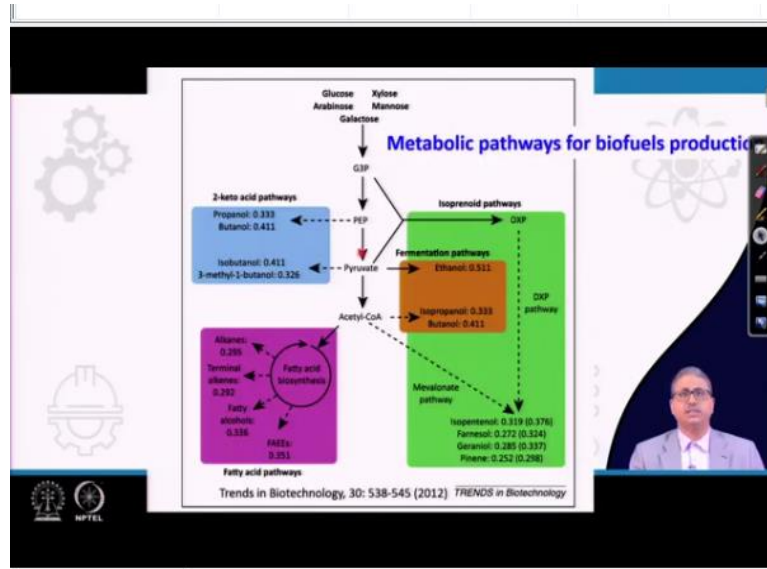 Glucose Xylose
Arabinose Mannose
Galactose
Metabolic pathways for biofuels productio
G3P
2-keto acid pathways
Isoprenoid pathways
Propanol: 0.333
Butanol: 0.411
PEP
DXP
Fermentation pathways
Isobutanol: 0.411
3-methyl-1-butanol: 0.326
Pyruvate
Ethanol: 0.511
DXP
pathway
Acetyl-CoA
Isopropanol: 0.333
Butanol: 0.411
Alkanes:
0.295
Terminal
alkenes:
0.292
Fatty acid
biosynthesis
Fatty
alcohols:
0.336
FAEEs:
0.351
Mevalonate
pathway
Isopentenol: 0.319 (0.376)
Farnesol: 0.272 (0.324)
Geraniol: 0.285 (0.337)
Pinene: 0.252 (0.298)
Fatty acid pathways
Trends in Biotechnology, 30: 538-545 (2012)
TRENDS in Biotechnology
NPTEL